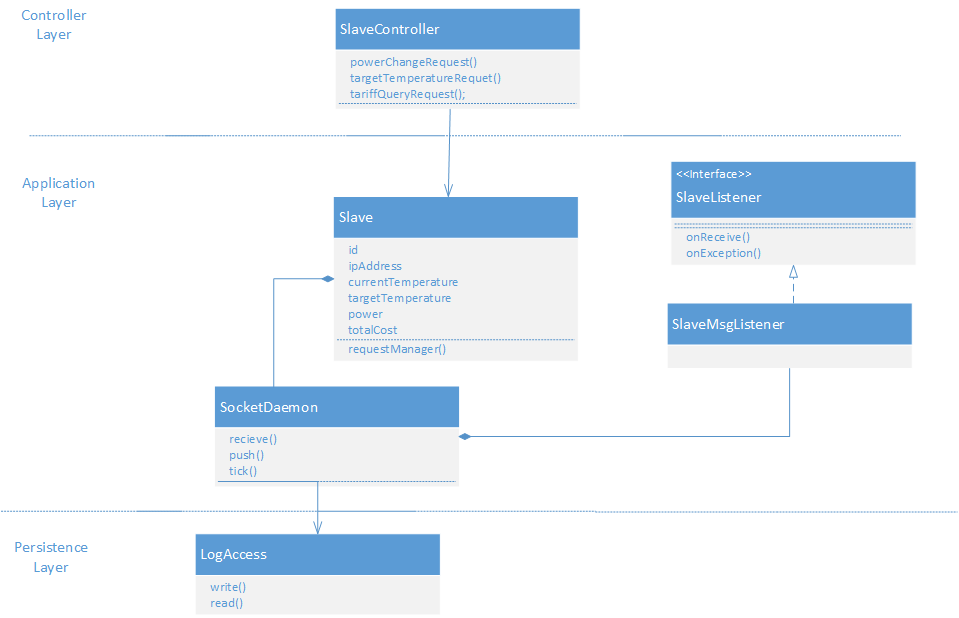 Controller
Layer
SlaveController
powerChangeRequest()
targetTemperatureRequet()
tariffQueryRequest();
Application
Layer
<<Interface>>
SlaveListener
onReceive()
onException()
Slave
id
ipAddress
currentTemperature
targetTemperature
power
totalCost
requestManager()
SlaveMsgListener
SocketDaemon
recieve()
push()
tick()
Persistence
Layer
LogAccess
write()
read()